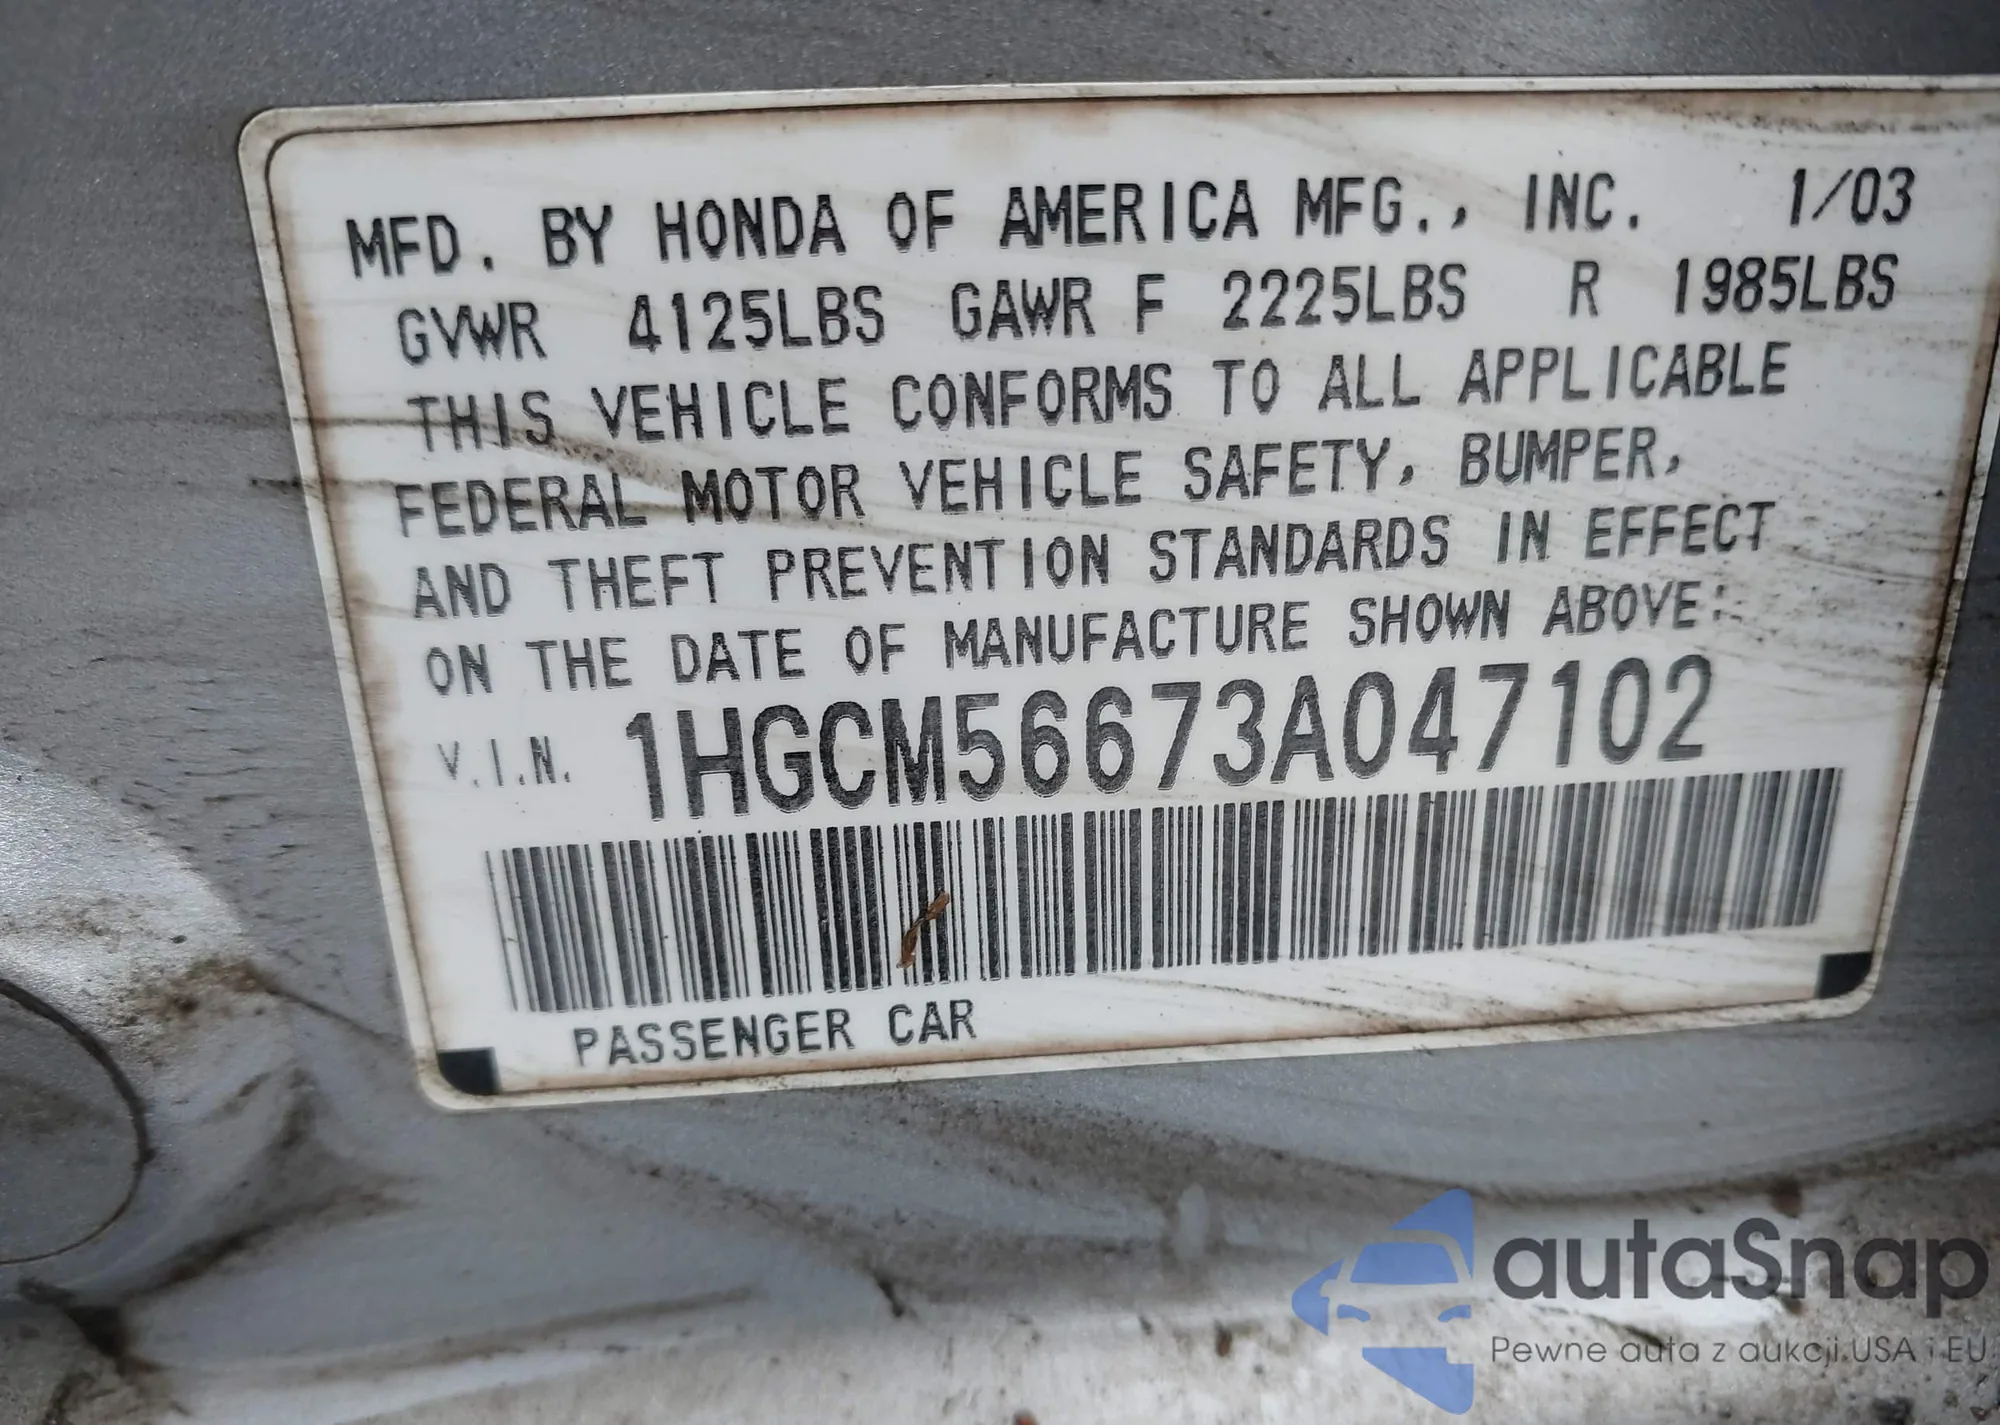 MFD. BY HONDA OF AMERICA MFG., INC. 1/03
GVWR 4125LBS GAWR F 2225LBS R 1985LBS
THIS VEHICLE CONFORMS TO ALL APPLICABLE
FEDERAL MOTOR VEHICLE SAFETY, BUMPER,
AND THEFT PREVENTION STANDARDS IN EFFECT
ON THE DATE OF MANUFACTURE SHOWN ABOVE:
V.I.N. 1HGCM56673A047102
PASSENGER CAR
autaSnap
Pewne auta z aukcji USA i EU